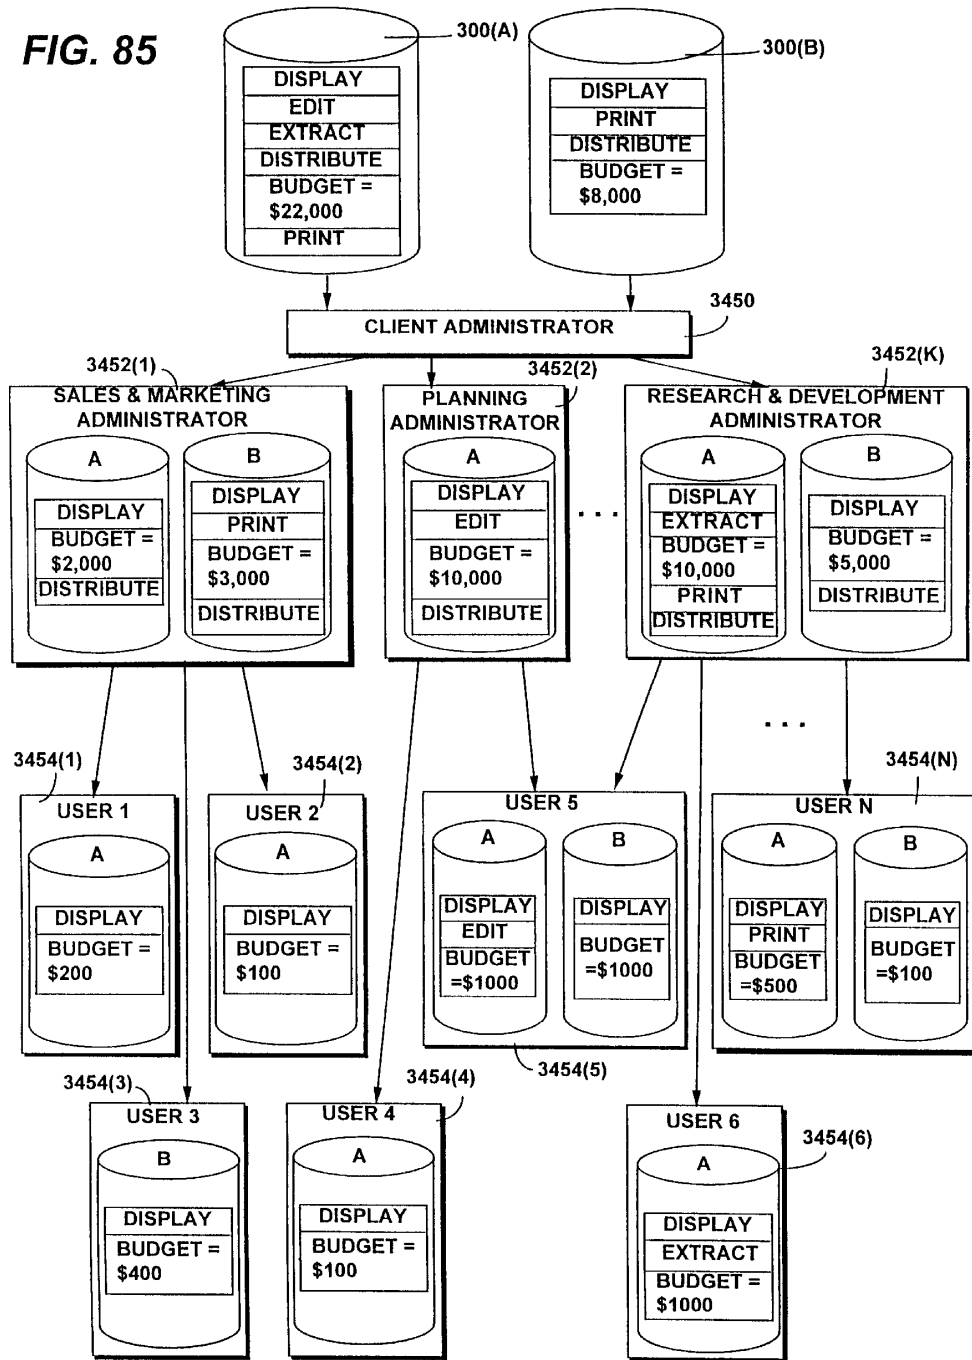 FIG. 85
300(A)
DISPLAY
EDIT
EXTRACT
DISTRIBUTE
BUDGET =
$22,000
PRINT
300(B)
DISPLAY
PRINT
DISTRIBUTE
BUDGET =
$8,000
3450
CLIENT ADMINISTRATOR
3452(1)
SALES & MARKETING
ADMINISTRATOR
A
DISPLAY
BUDGET =
$2,000
DISTRIBUTE
B
DISPLAY
PRINT
BUDGET =
$3,000
DISTRIBUTE
3452(2)
PLANNING
ADMINISTRATOR
A
DISPLAY
EDIT
BUDGET =
$10,000
DISTRIBUTE
. . .
3452(K)
RESEARCH & DEVELOPMENT
ADMINISTRATOR
A
DISPLAY
EXTRACT
BUDGET =
$10,000
PRINT
DISTRIBUTE
B
DISPLAY
BUDGET =
$5,000
DISTRIBUTE
. . .
3454(1)
USER 1
A
DISPLAY
BUDGET =
$200
3454(2)
USER 2
A
DISPLAY
BUDGET =
$100
USER 5
A
DISPLAY
EDIT
BUDGET
=$1000
B
DISPLAY
BUDGET
=$1000
3454(5)
3454(N)
USER N
A
DISPLAY
PRINT
BUDGET
=$500
B
DISPLAY
BUDGET
=$100
3454(3)
USER 3
B
DISPLAY
BUDGET =
$400
3454(4)
USER 4
A
DISPLAY
BUDGET =
$100
3454(6)
USER 6
A
DISPLAY
EXTRACT
BUDGET =
$1000